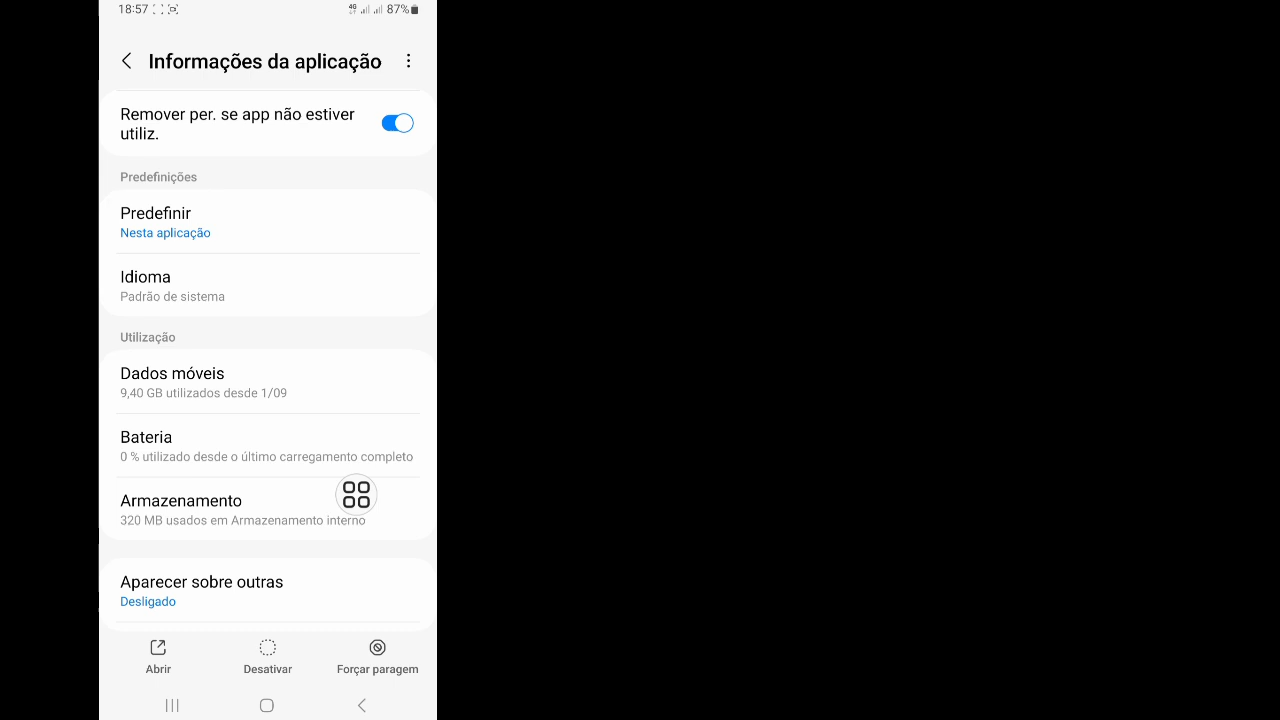 18:57 4G 87%
Informações da aplicação
Remover per. se app não estiver
utiliz.
Predefinições
Predefinir
Nesta aplicação
Idioma
Padrão de sistema
Utilização
Dados móveis
9,40 GB utilizados desde 1/09
Bateria
0 % utilizado desde o último carregamento completo
Armazenamento
320 MB usados em Armazenamento interno
Aparecer sobre outras
Desligado
Abrir Desativar Forçar paragem